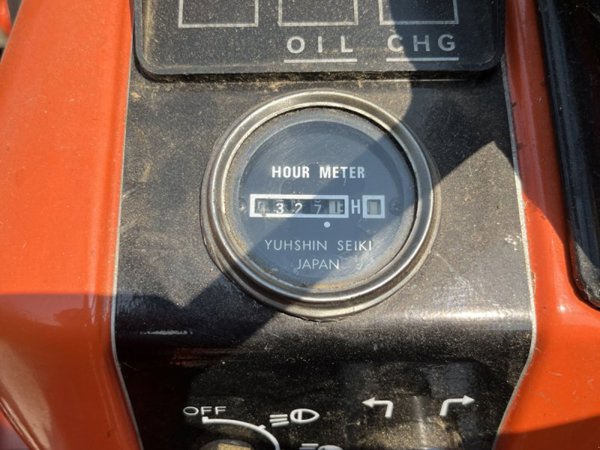 OIL CHG
HOUR METER
327 H
YUHSHIN SEIKI
JAPAN
OFF